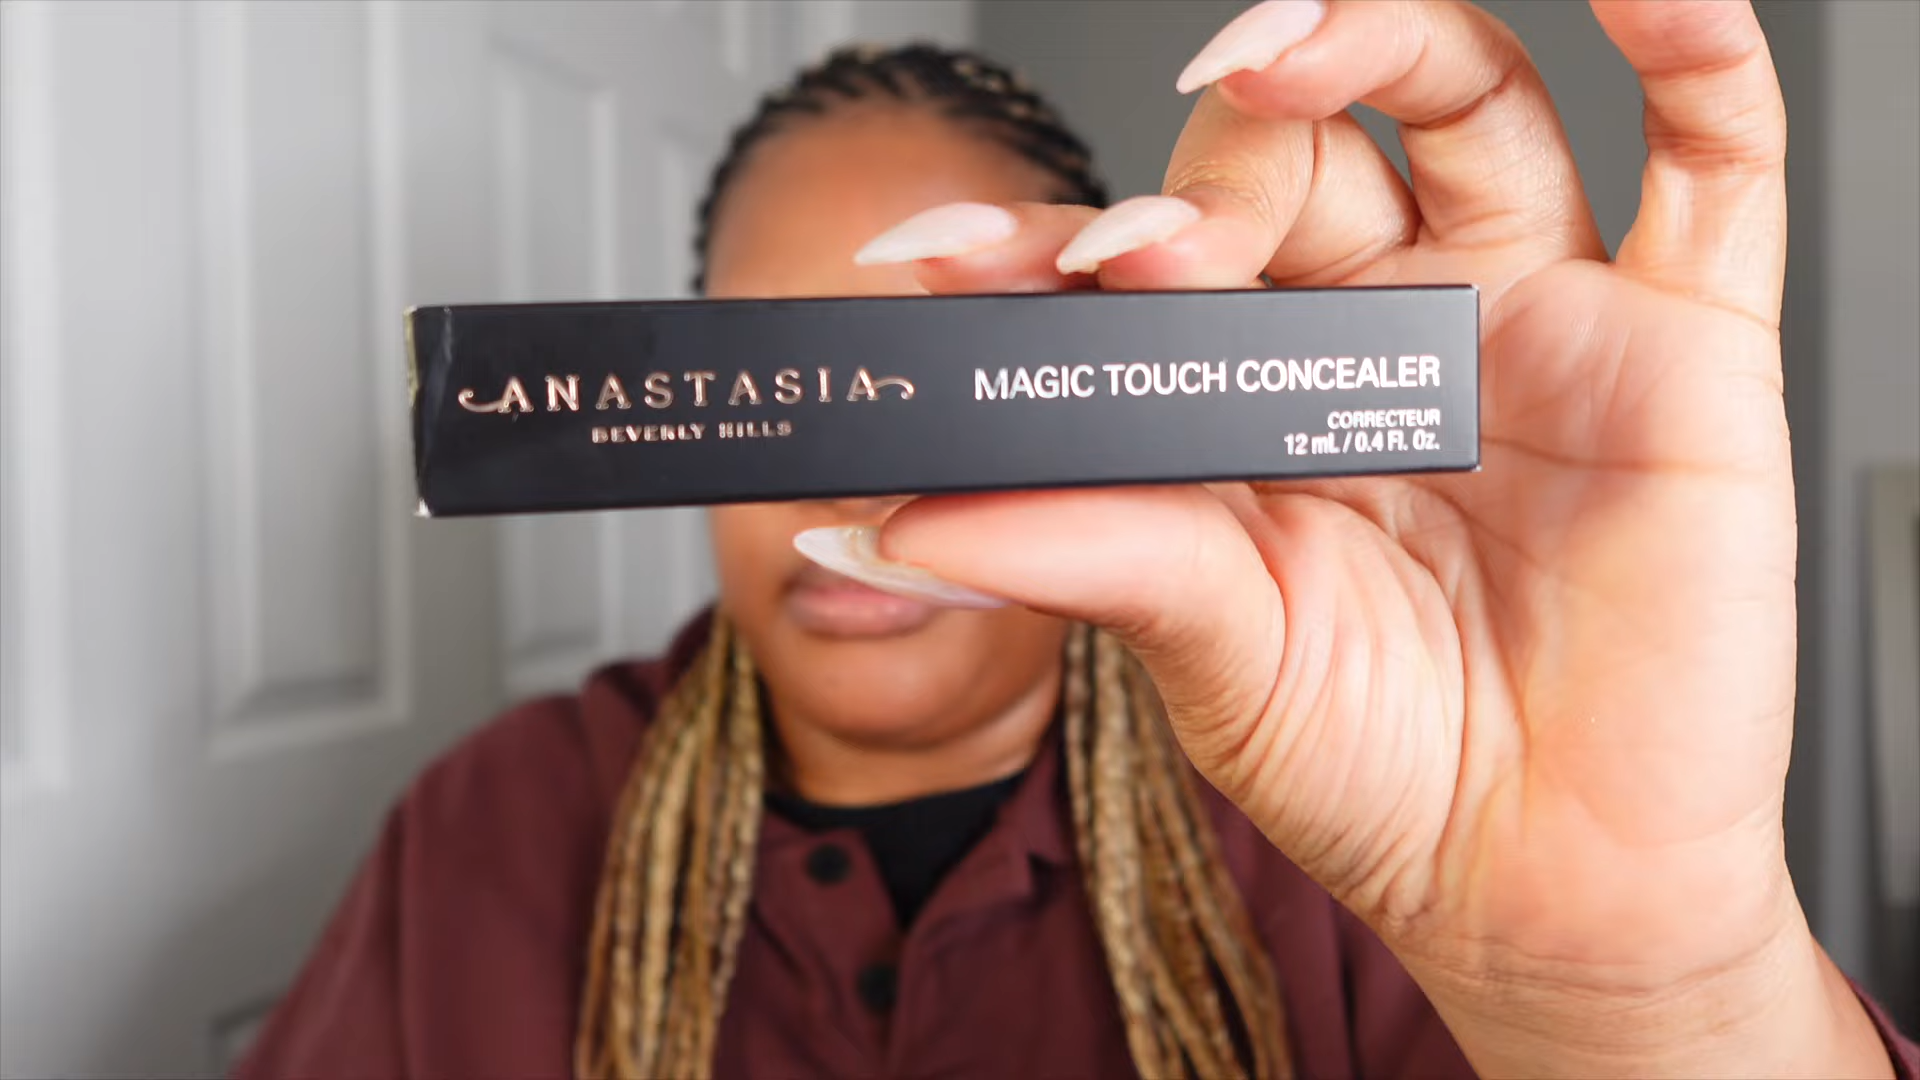 ANASTASIA
BEVERLY HILLS
MAGIC TOUCH CONCEALER
CORRECTEUR
12 mL / 0.4 Fl. Oz.